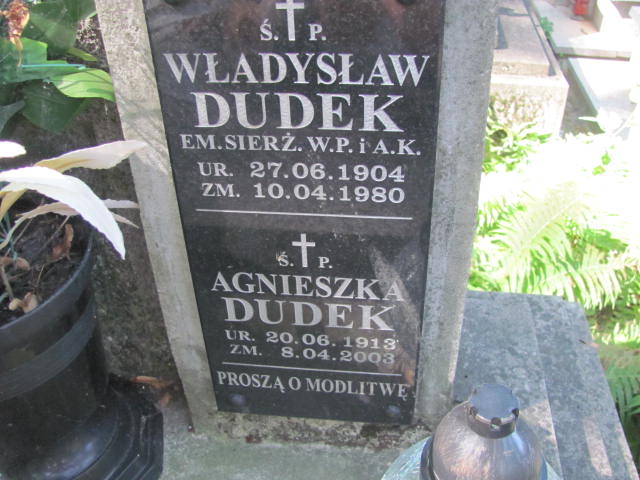 Ś. P.
WŁADYSŁAW
DUDEK
EM. SIERŻ. W.P. i A.K.
UR. 27.06.1904
ZM. 10.04.1980
Ś. P.
AGNIESZKA
DUDEK
UR. 20.06.1913
ZM. 8.04.2003
PROSZĄ O MODLITWĘ